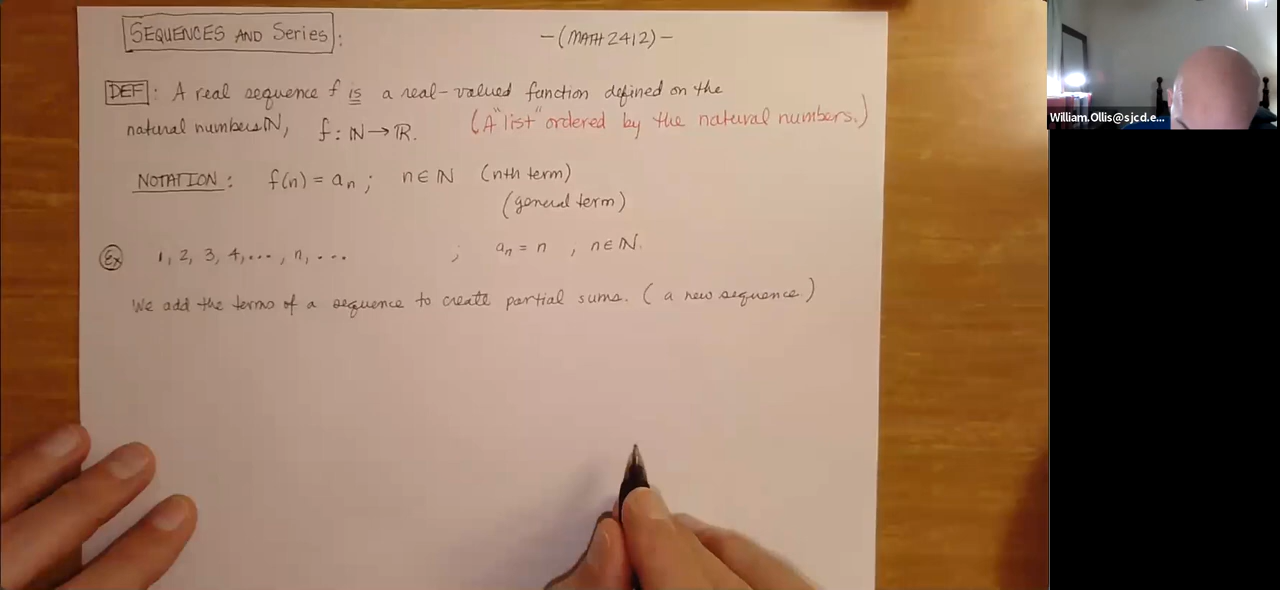 SEQUENCES AND Series:
-(MATH 2412)-
DEF: A real sequence f is a real-valued function defined on the
natural numbers ℕ, f: ℕ→ℝ. (A "list" ordered by the natural numbers.)
NOTATION: f(n) = aₙ; n∈ℕ (nth term)
(general term)
Ex 1, 2, 3, 4, ..., n, ... ; aₙ = n, n∈ℕ.
We add the terms of a sequence to create partial sums. (a new sequence)
William.Ollis@sjcd.e...